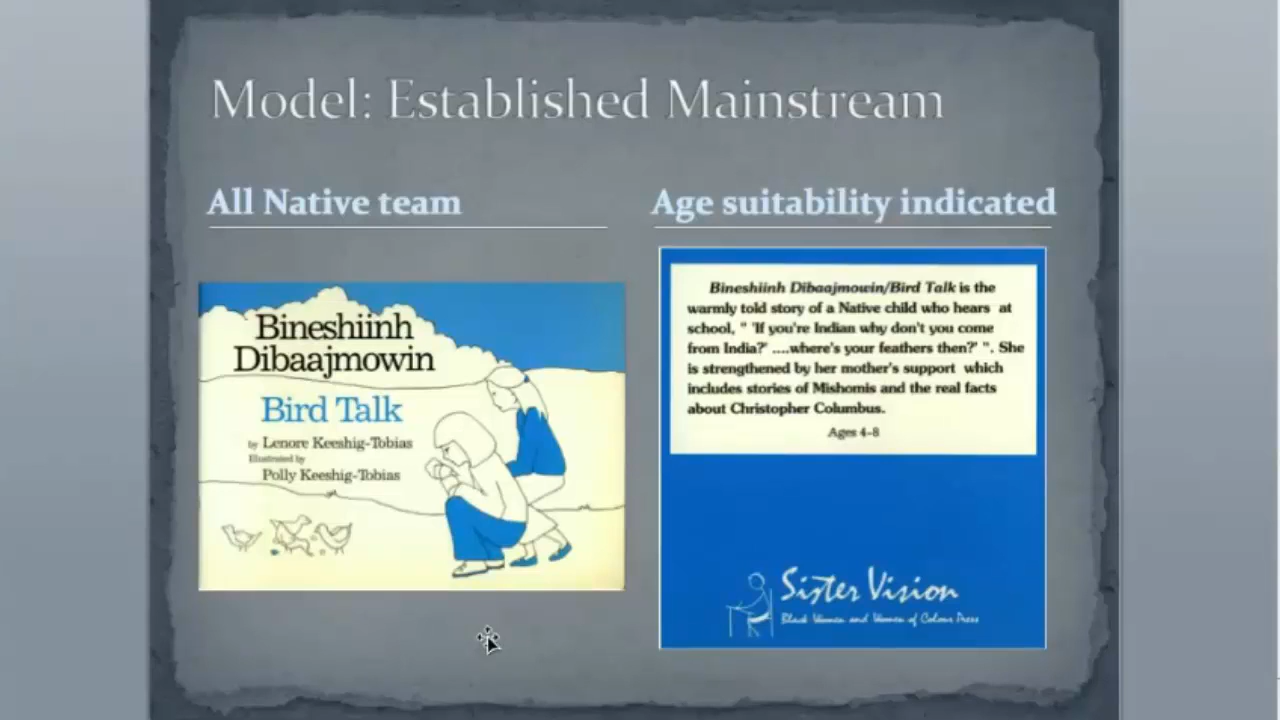 Model: Established Mainstream
All Native team
Bineshiinh
Dibaajmowin
Bird Talk
by Lenore Keeshig-Tobias
Illustrated by
Polly Keeshig-Tobias
Age suitability indicated
Bineshiinh Dibaajmowin/Bird Talk is the
warmly told story of a Native child who hears at
school, " 'If you're Indian why don't you come
from India?' ....where's your feathers then?' ". She
is strengthened by her mother's support which
includes stories of Mishomis and the real facts
about Christopher Columbus.
Ages 4-8
Sister Vision
Black Women and Women of Colour Press